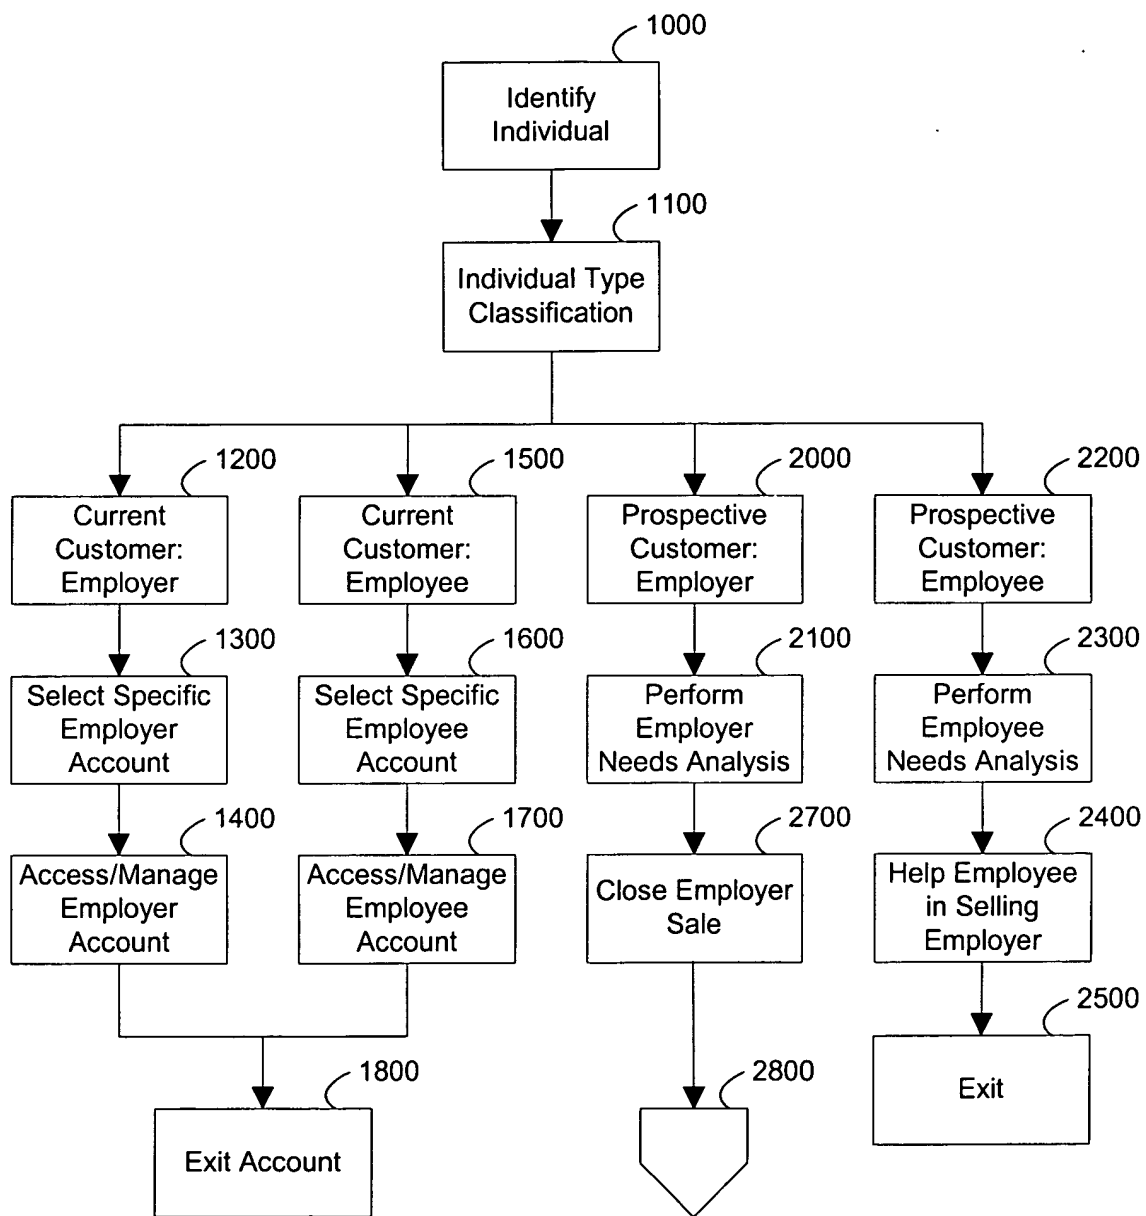 1000
Identify
Individual
1100
Individual Type
Classification
1200
1500
2000
2200
Current
Customer:
Employer
Current
Customer:
Employee
Prospective
Customer:
Employer
Prospective
Customer:
Employee
1300
1600
2100
2300
Select Specific
Employer
Account
Select Specific
Employee
Account
Perform
Employer
Needs Analysis
Perform
Employee
Needs Analysis
1400
1700
2700
2400
Access/Manage
Employer
Account
Access/Manage
Employee
Account
Close Employer
Sale
Help Employee
in Selling
Employer
2500
Exit
1800
2800
Exit Account